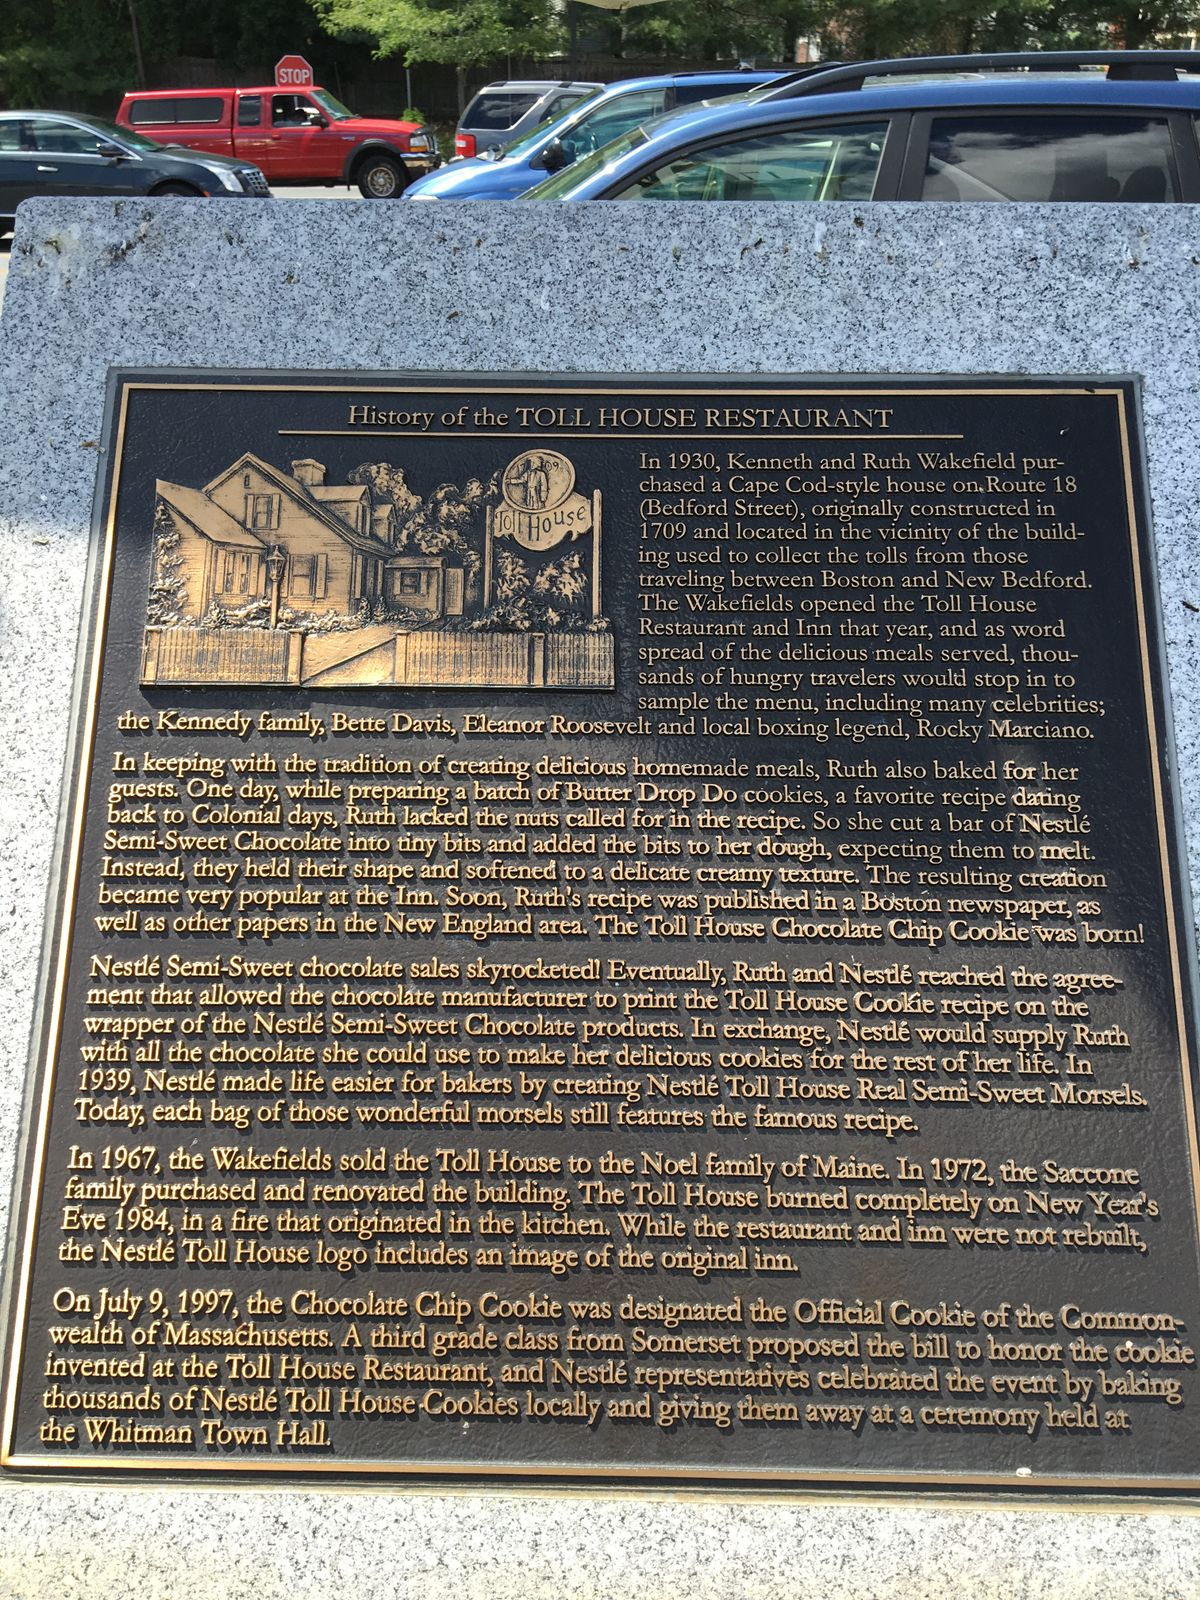 STOP
History of the TOLL HOUSE RESTAURANT
Toll House
In 1930, Kenneth and Ruth Wakefield pur-
chased a Cape Cod-style house on Route 18
(Bedford Street), originally constructed in
1709 and located in the vicinity of the build-
ing used to collect the tolls from those
traveling between Boston and New Bedford.
The Wakefields opened the Toll House
Restaurant and Inn that year, and as word
spread of the delicious meals served, thou-
sands of hungry travelers would stop in to
sample the menu, including many celebrities;
the Kennedy family, Bette Davis, Eleanor Roosevelt and local boxing legend, Rocky Marciano.
In keeping with the tradition of creating delicious homemade meals, Ruth also baked for her
guests. One day, while preparing a batch of Butter Drop Do cookies, a favorite recipe dating
back to Colonial days, Ruth lacked the nuts called for in the recipe. So she cut a bar of Nestlé
Semi-Sweet Chocolate into tiny bits and added the bits to her dough, expecting them to melt.
Instead, they held their shape and softened to a delicate creamy texture. The resulting creation
became very popular at the Inn. Soon, Ruth's recipe was published in a Boston newspaper, as
well as other papers in the New England area. The Toll House Chocolate Chip Cookie was born!
Nestlé Semi-Sweet chocolate sales skyrocketed! Eventually, Ruth and Nestlé reached the agree-
ment that allowed the chocolate manufacturer to print the Toll House Cookie recipe on the
wrapper of the Nestlé Semi-Sweet Chocolate products. In exchange, Nestlé would supply Ruth
with all the chocolate she could use to make her delicious cookies for the rest of her life. In
1939, Nestlé made life easier for bakers by creating Nestlé Toll House Real Semi-Sweet Morsels.
Today, each bag of those wonderful morsels still features the famous recipe.
In 1967, the Wakefields sold the Toll House to the Noel family of Maine. In 1972, the Saccone
family purchased and renovated the building. The Toll House burned completely on New Year's
Eve 1984, in a fire that originated in the kitchen. While the restaurant and inn were not rebuilt,
the Nestlé Toll House logo includes an image of the original inn.
On July 9, 1997, the Chocolate Chip Cookie was designated the Official Cookie of the Common-
wealth of Massachusetts. A third grade class from Somerset proposed the bill to honor the cookie
invented at the Toll House Restaurant, and Nestlé representatives celebrated the event by baking
thousands of Nestlé Toll House Cookies locally and giving them away at a ceremony held at
the Whitman Town Hall.